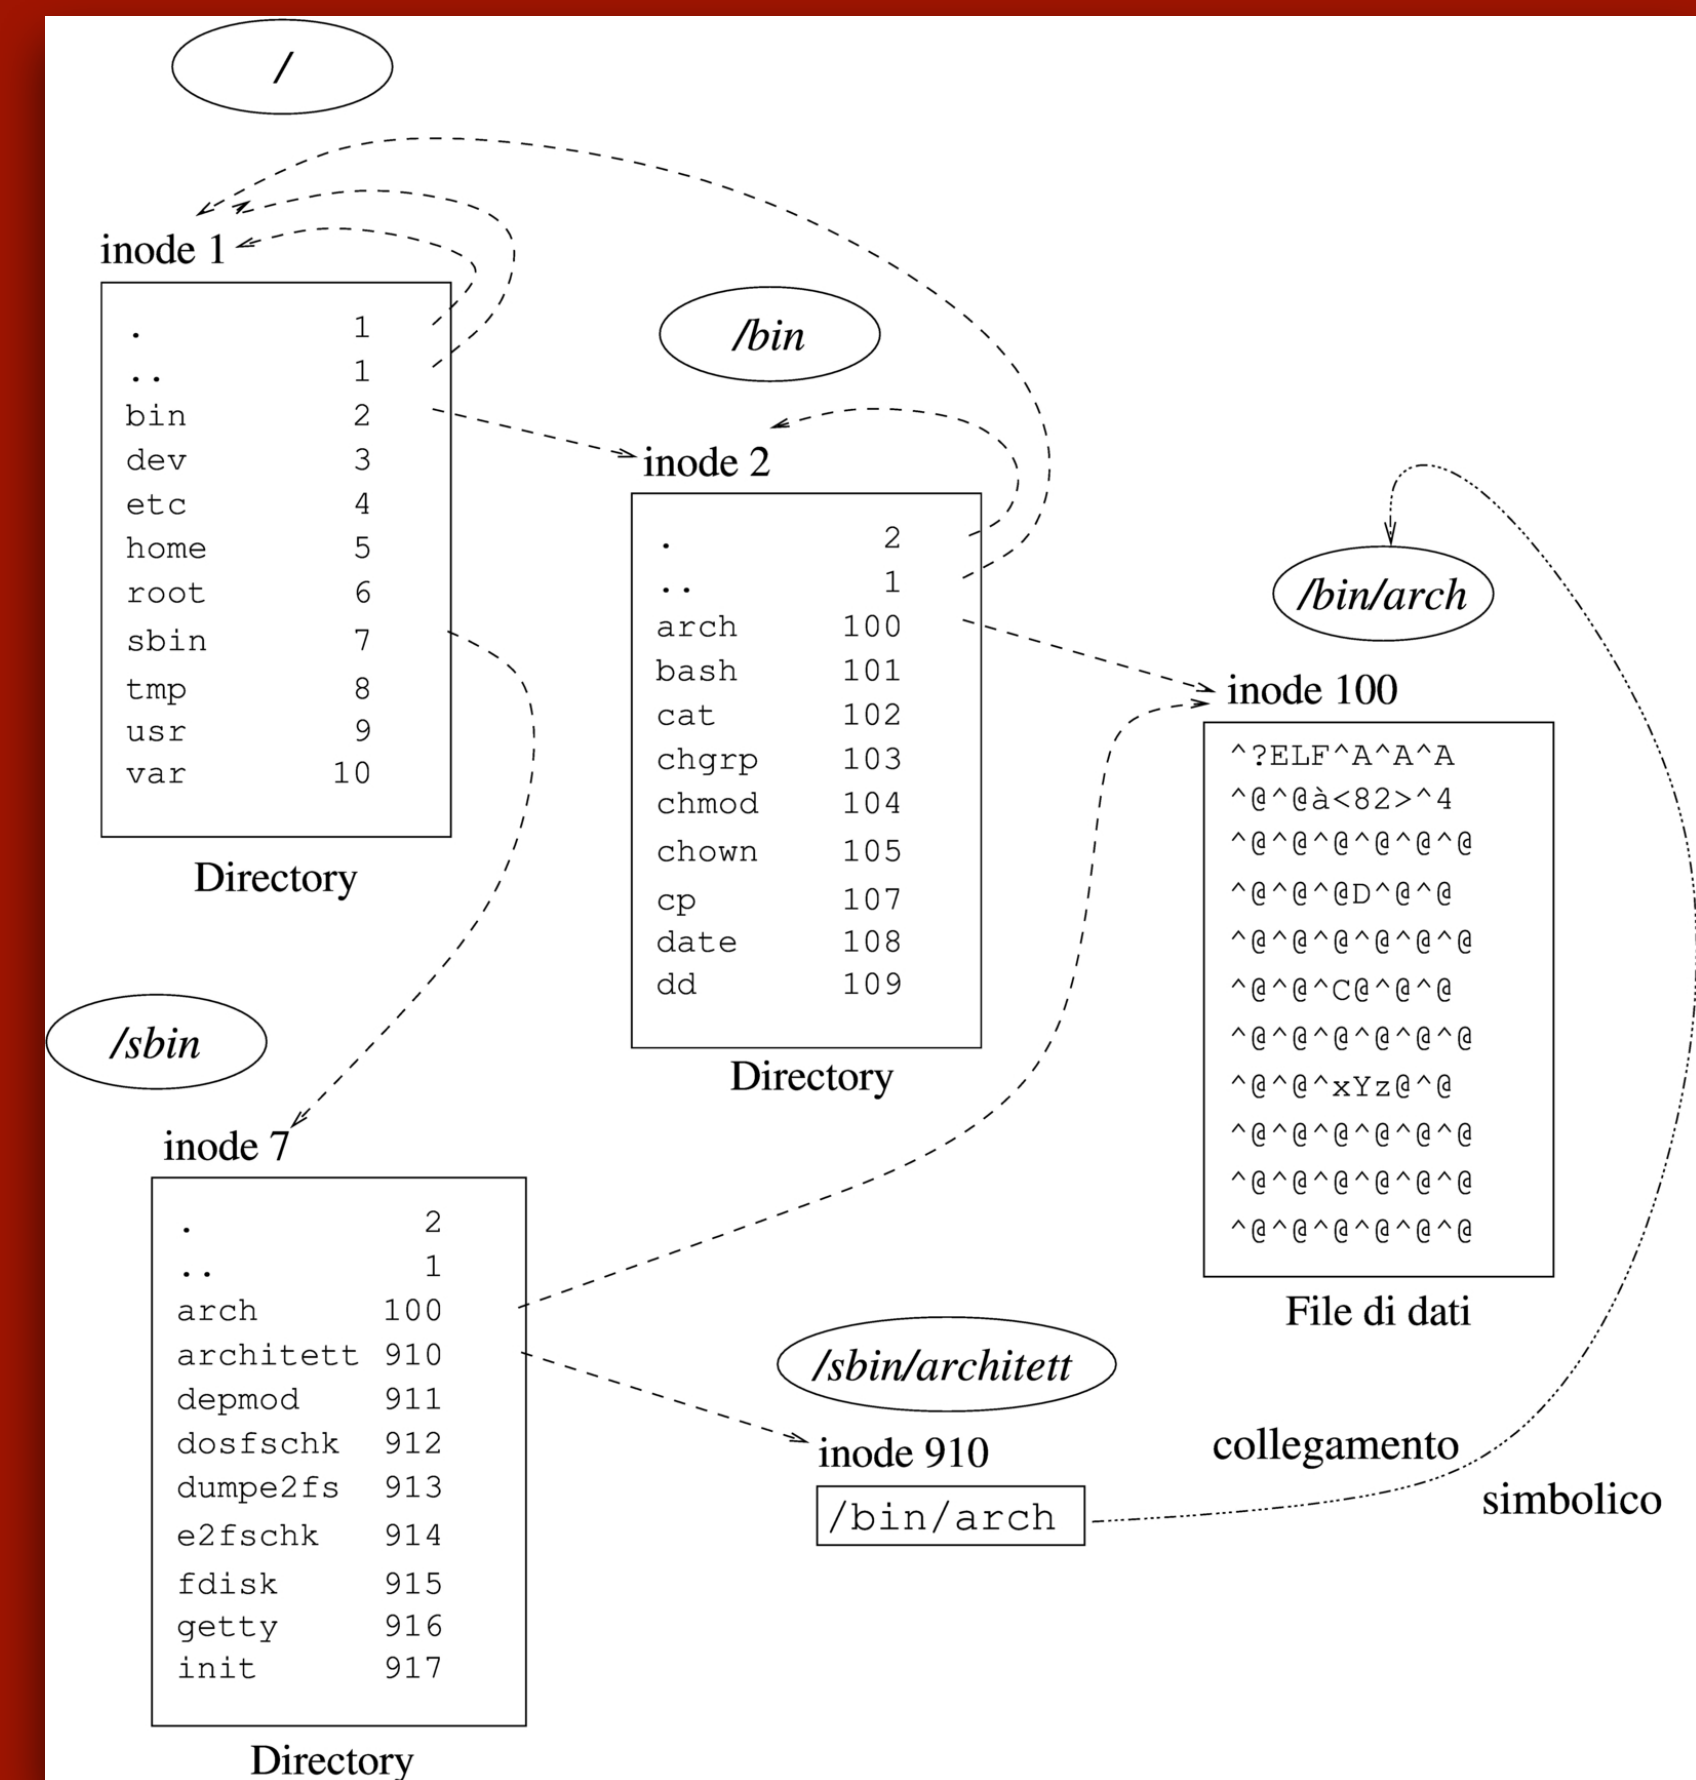 /
inode 1
. 1
.. 1
bin 2
dev 3
etc 4
home 5
root 6
sbin 7
tmp 8
usr 9
var 10
Directory
/bin
inode 2
. 2
.. 1
arch 100
bash 101
cat 102
chgrp 103
chmod 104
chown 105
cp 107
date 108
dd 109
Directory
/bin/arch
inode 100
^?ELF^A^A^A
^@^@à<82>^4
^@^@^@^@^@^@
^@^@^@D^@^@
^@^@^@^@^@^@
^@^@^C@^@^@
^@^@^@^@^@^@
^@^@^xYz@^@
^@^@^@^@^@^@
^@^@^@^@^@^@
^@^@^@^@^@^@
File di dati
/sbin
inode 7
. 2
.. 1
arch 100
architett 910
depmod 911
dosfschk 912
dumpe2fs 913
e2fschk 914
fdisk 915
getty 916
init 917
Directory
/sbin/architett
inode 910
/bin/arch
collegamento
simbolico